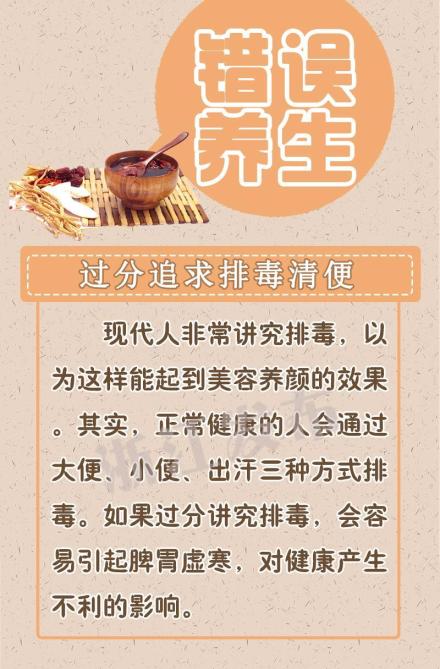 错误
养生
过分追求排毒清便
现代人非常讲究排毒，以
为这样能起到美容养颜的效果
。其实，正常健康的人会通过
大便、小便、出汗三种方式排
毒。如果过分讲究排毒，会容
易引起脾胃虚寒，对健康产生
不利的影响。
浙江发布